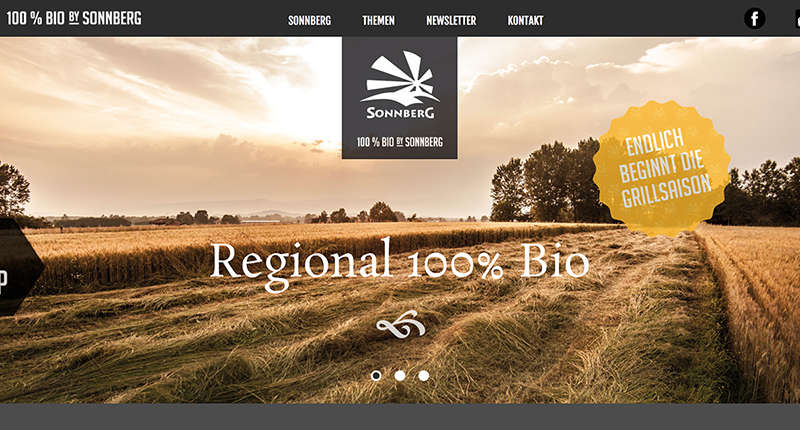 100 % BIO BY SONNBERG
SONNBERG THEMEN NEWSLETTER KONTAKT
SONNBERG
100 % BIO BY SONNBERG
ENDLICH
BEGINNT DIE
GRILLSAISON
P
Regional 100% Bio